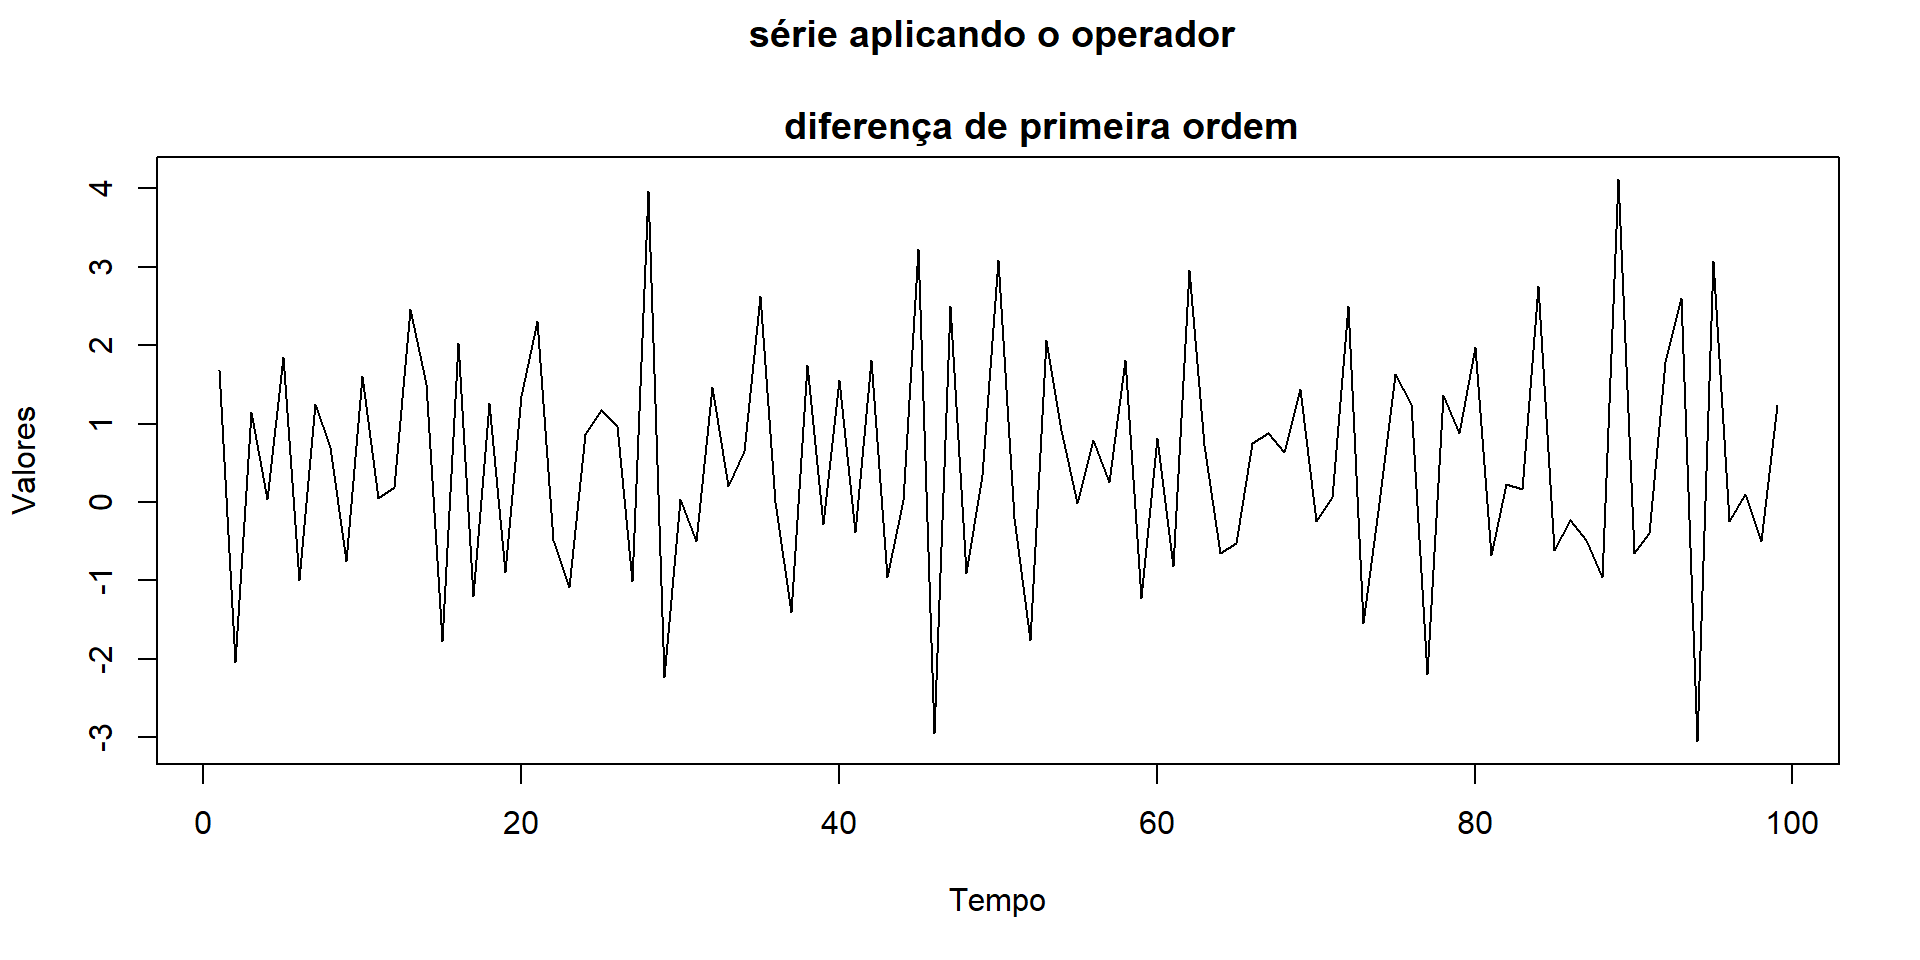 série aplicando o operador
diferença de primeira ordem
4
3
2
1
0
-1
-2
-3
Valores
0 20 40 60 80 100
Tempo